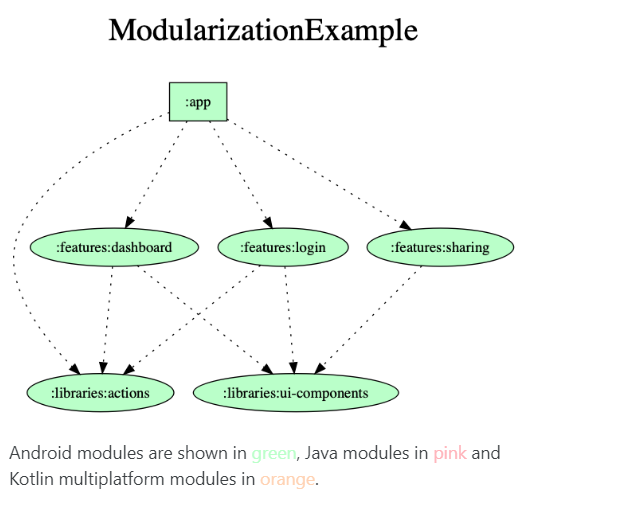 ModularizationExample
:app
:features:dashboard
:features:login
:features:sharing
:libraries:actions
:libraries:ui-components
Android modules are shown in green, Java modules in pink and
Kotlin multiplatform modules in orange.